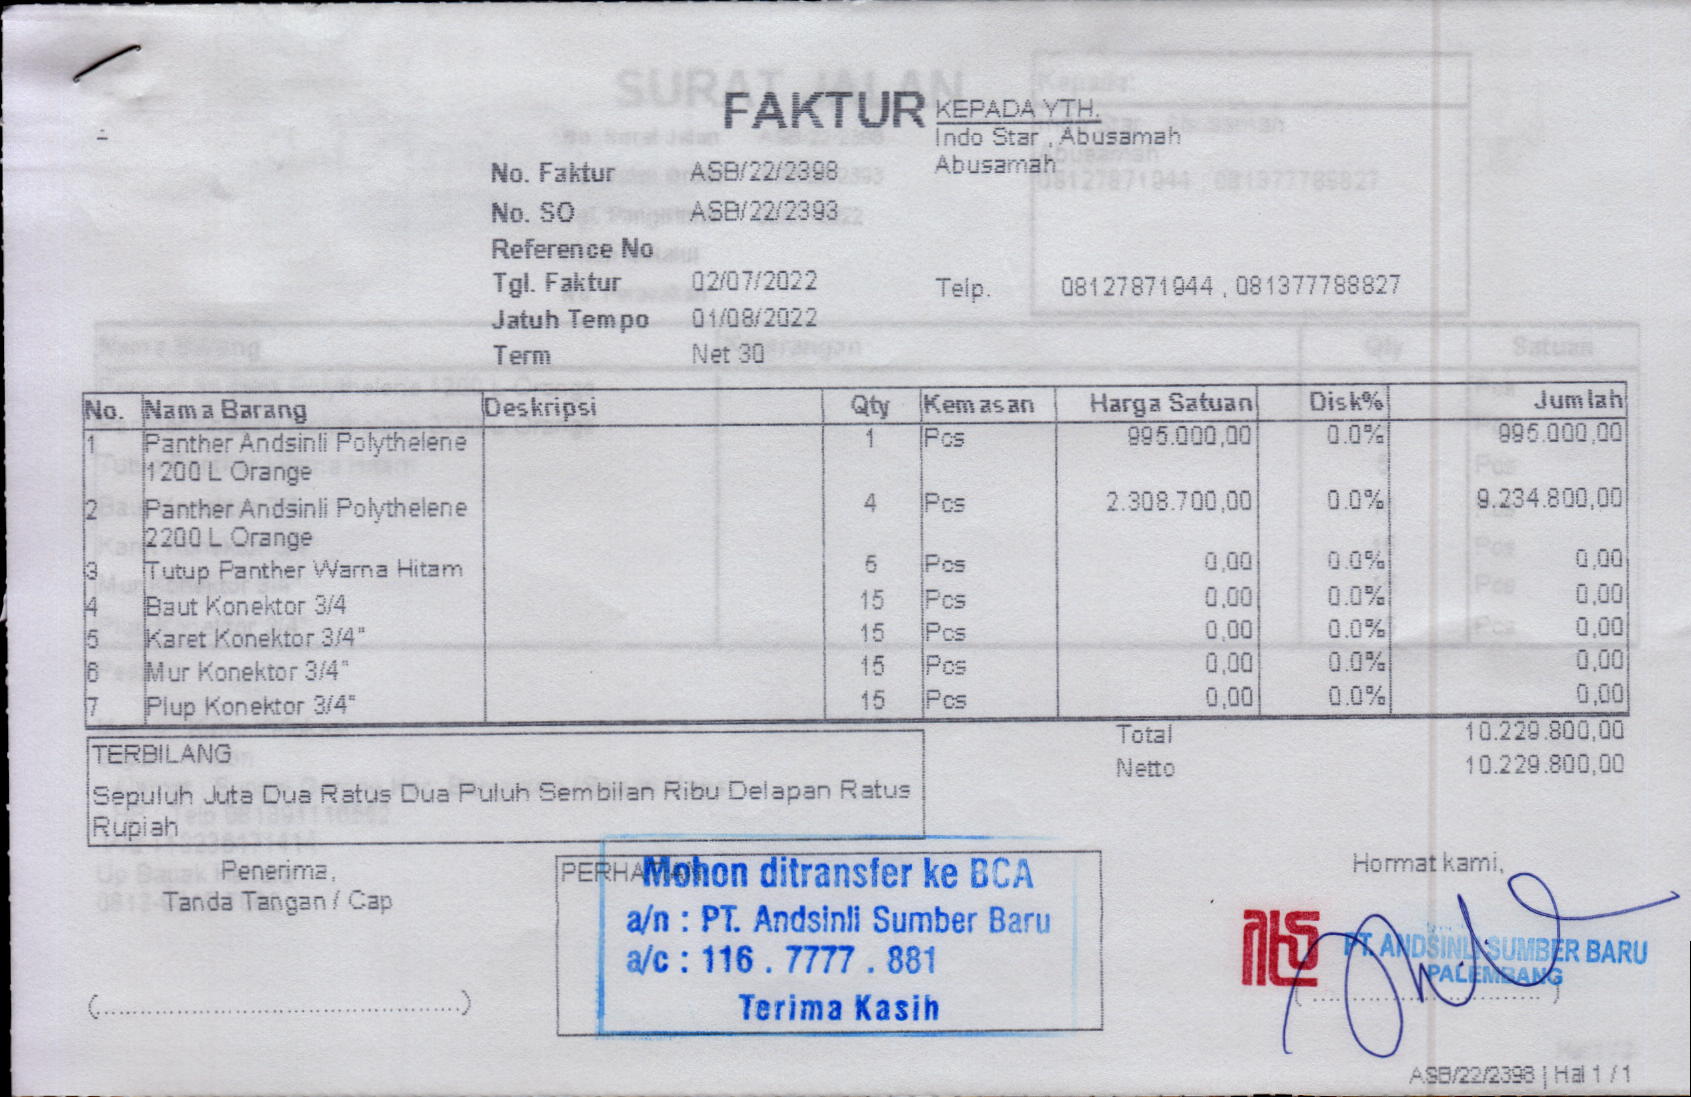 FAKTUR
KEPADA YTH.
Indo Star , Abusamah
Abusamah
No. Faktur ASB/22/2398
No. SO ASB/22/2393
Reference No
Tgl. Faktur 02/07/2022
Telp. 08127871944 , 081377788827
Jatuh Tempo 01/08/2022
Term Net 30
No. Nama Barang Deskripsi Qty Kemasan Harga Satuan Disk% Jumlah
1 Panther Andsinli Polythelene 1 Pcs 995.000,00 0.0% 995.000,00
1200 L Orange
2 Panther Andsinli Polythelene 4 Pcs 2.308.700,00 0.0% 9.234.800,00
2200 L Orange
3 Tutup Panther Warna Hitam 5 Pcs 0,00 0.0% 0,00
4 Baut Konektor 3/4 15 Pcs 0,00 0.0% 0,00
5 Karet Konektor 3/4" 15 Pcs 0,00 0.0% 0,00
6 Mur Konektor 3/4" 15 Pcs 0,00 0.0% 0,00
7 Plup Konektor 3/4" 15 Pcs 0,00 0.0% 0,00
Total 10.229.800,00
Netto 10.229.800,00
TERBILANG
Sepuluh Juta Dua Ratus Dua Puluh Sembilan Ribu Delapan Ratus
Rupiah
Penerima,
Tanda Tangan / Cap
(..............................................)
PERHATIAN
Mohon ditransfer ke BCA
a/n : PT. Andsinli Sumber Baru
a/c : 116 . 7777 . 881
Terima Kasih
Hormat kami,
PT. ANDSINLI SUMBER BARU
PALEMBANG
ASB/22/2398 | Hal 1 / 1